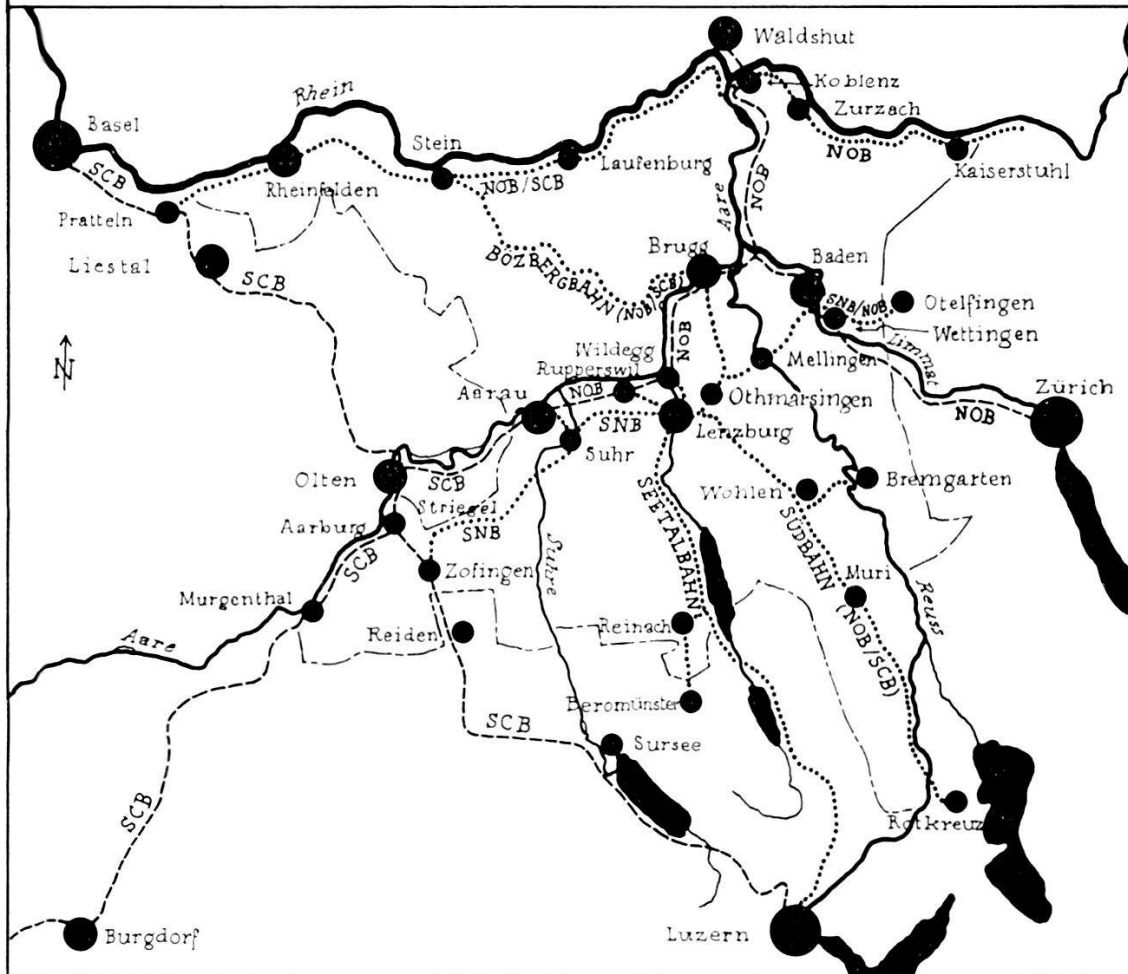 Waldshut
Koblenz
Zurzach
Rhein
Basel
Stein
NOB
SCB
Rheinfelden
NOB/SCB
Laufenburg
Kaiserstuhl
Aare
NOB
Pratteln
Liestal
SCB
BÖZBERGBAHN (NOB/SCB)
Brugg
Baden
SNB/NOB
Otelfingen
Wettingen
Limmat
N
Wildegg
NOB
Mellingen
Rupperswil
Zürich
Aarau
NOB
Othmarsingen
NOB
SNB
Lenzburg
Suhr
Olten
SCB
Striegel
Wohlen
Bremgarten
Aarburg
SNB
SEETALBAHN
SÜDBAHN (NOB/SCB)
SCB
Zofingen
Suhre
Muri
Reuss
Murgenthal
Aare
Reiden
Reinach
SCB
Beromünster
Sursee
SCB
Rotkreuz
Burgdorf
Luzern